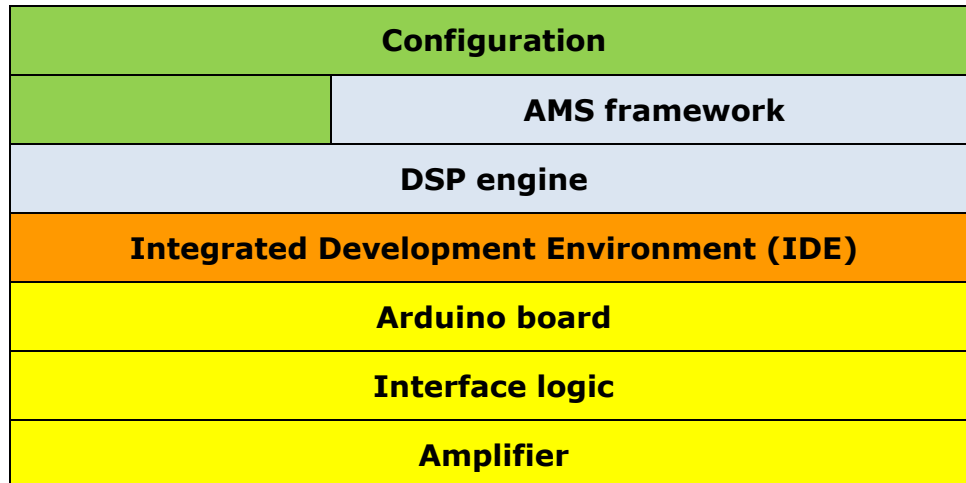 Configuration
AMS framework
DSP engine
Integrated Development Environment (IDE)
Arduino board
Interface logic
Amplifier